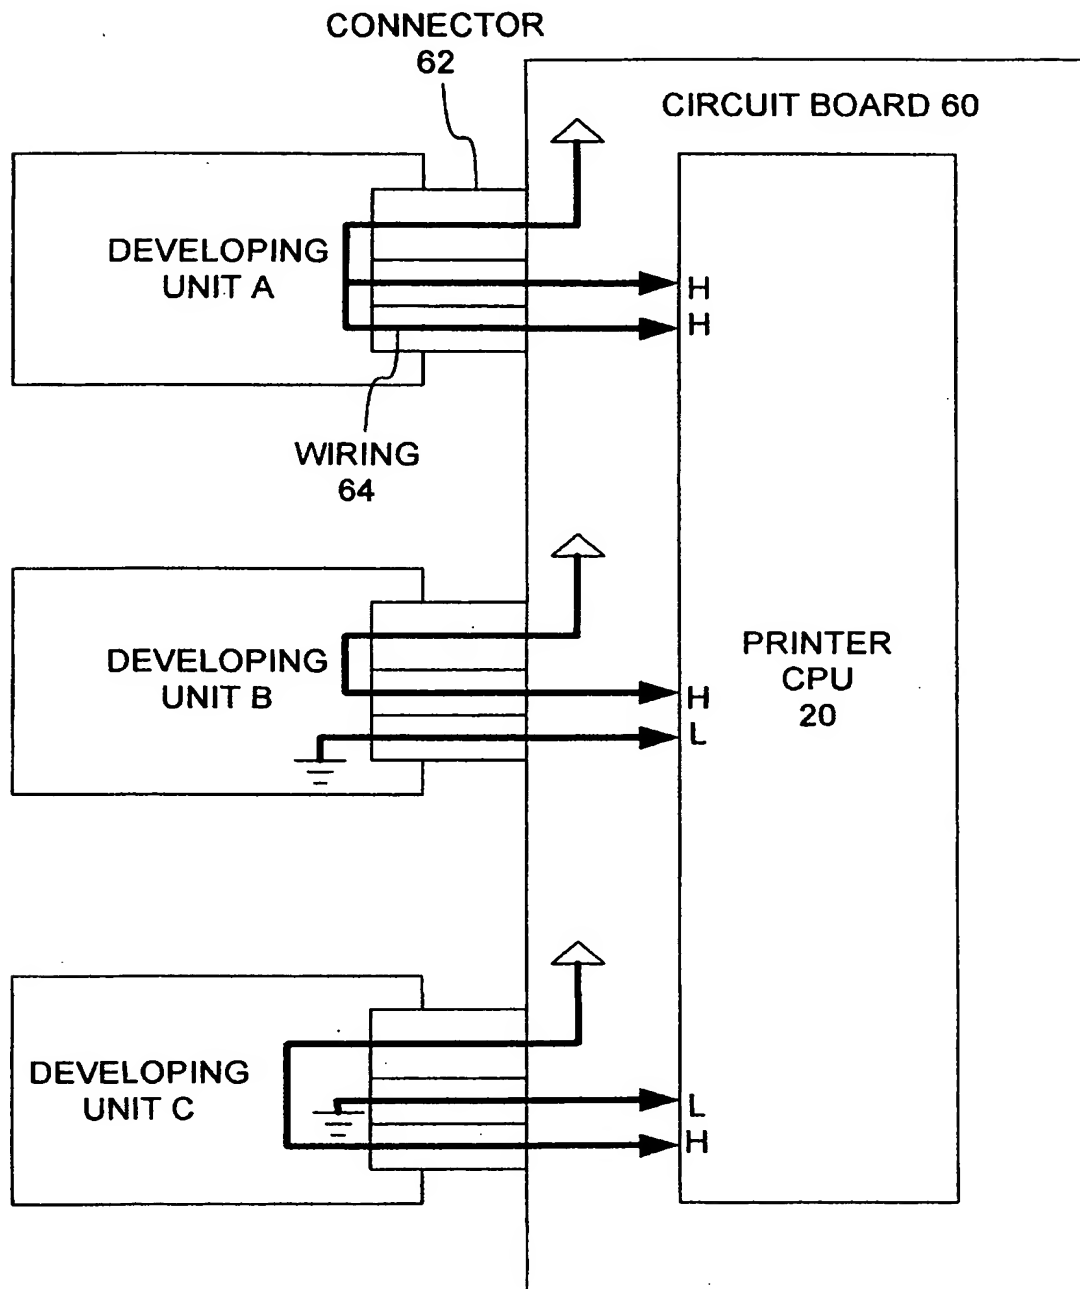 CONNECTOR
62
CIRCUIT BOARD 60
DEVELOPING
UNIT A
H
H
WIRING
64
DEVELOPING
UNIT B
H
L
PRINTER
CPU
20
DEVELOPING
UNIT C
L
H